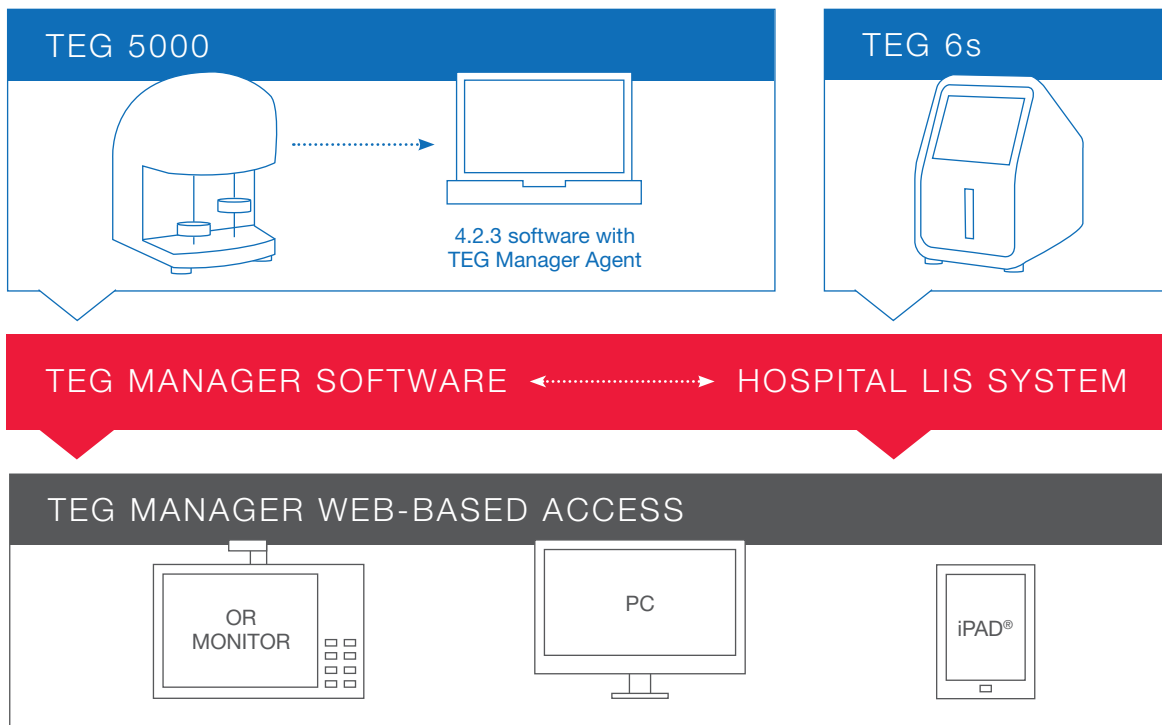 TEG 5000
TEG 6s
4.2.3 software with
TEG Manager Agent
TEG MANAGER SOFTWARE
HOSPITAL LIS SYSTEM
TEG MANAGER WEB-BASED ACCESS
OR
MONITOR
PC
iPAD®